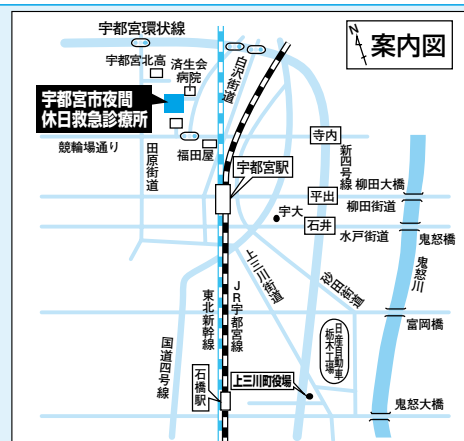 宇都宮環状線
N
案内図
宇都宮北高
済生会
病院
白沢街道
宇都宮市夜間
休日救急診療所
競輪場通り
田原街道
福田屋
寺内
新四号線
宇都宮駅
柳田大橋
平出
柳田街道
宇大
石井
水戸街道
鬼怒橋
鬼怒川
上三川街道
砂田街道
東北新幹線
JR宇都宮線
国道四号線
富岡橋
日産自動車
栃木工場
石橋駅
上三川町役場
鬼怒大橋